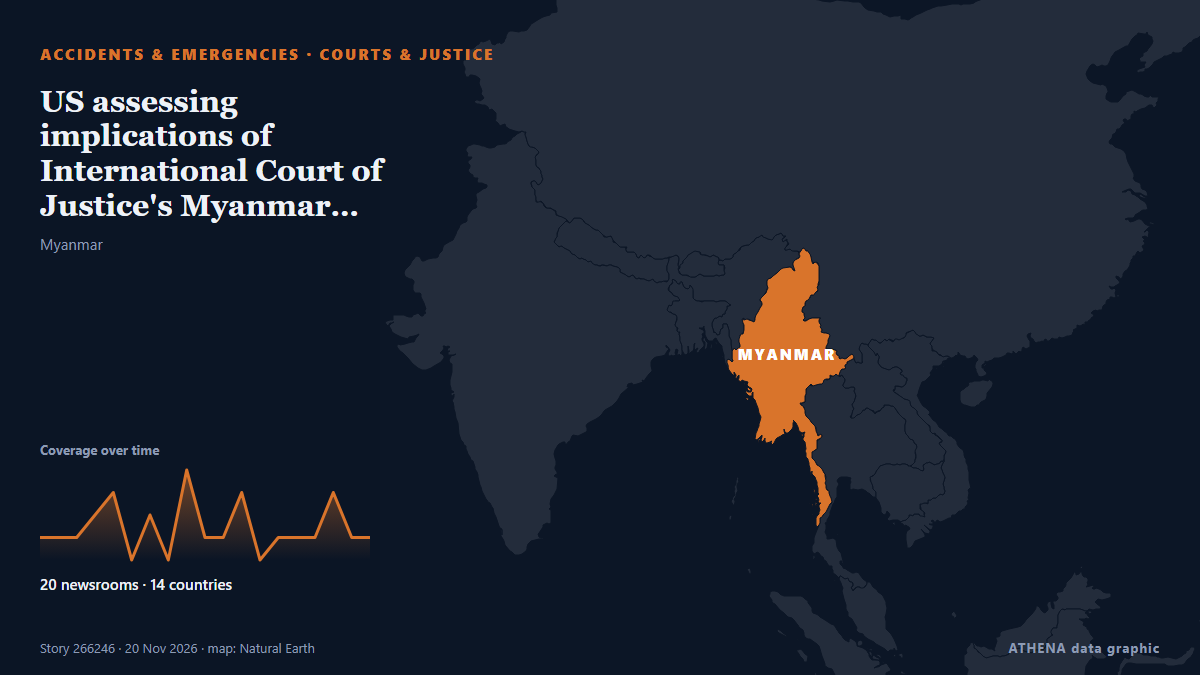 ACCIDENTS & EMERGENCIES · COURTS & JUSTICE
US assessing
implications of
International Court of
Justice's Myanmar...
Myanmar
MYANMAR
Coverage over time
20 newsrooms · 14 countries
Story 266246 · 20 Nov 2026 · map: Natural Earth
ATHENA data graphic